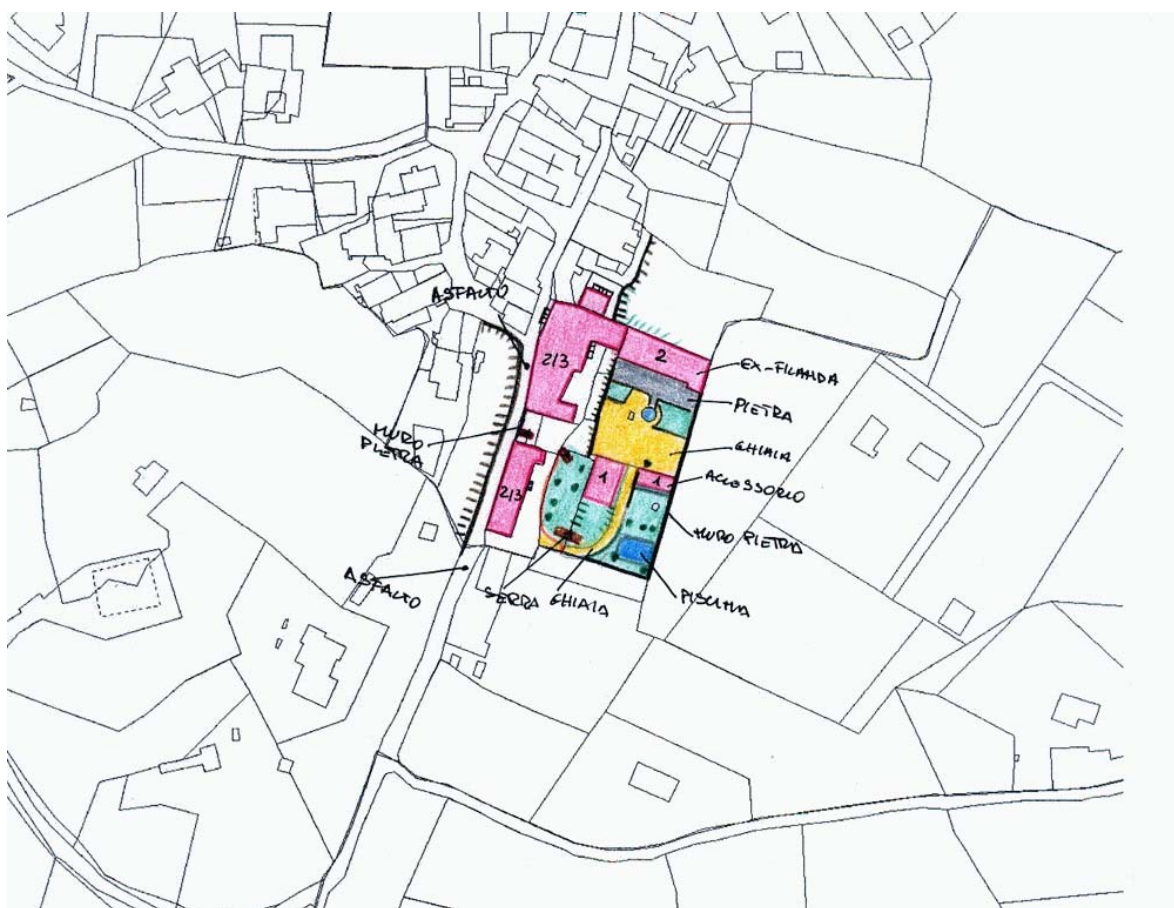 ASFALTO
2/3
2
EX-FILANDA
PIETRA
MURO
PIETRA
GHIAIA
1
1
ACCESSORIO
2/3
MURO PIETRA
ASFALTO
SERRA GHIAIA
PISCINA